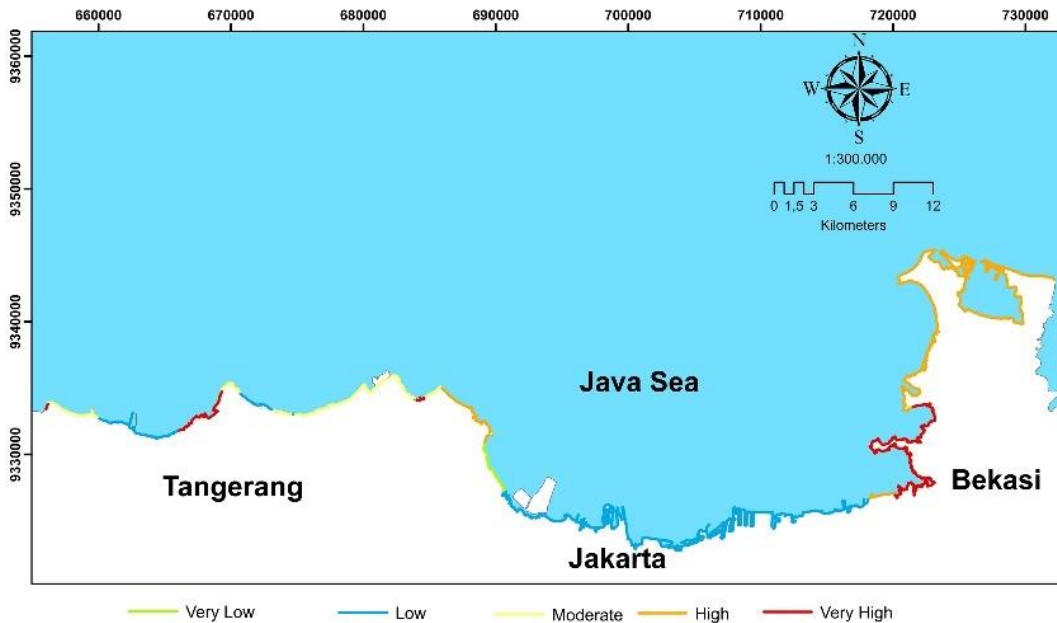 660000 670000 680000 690000 700000 710000 720000 730000
9360000
9350000
9340000
9330000
N
W E
S
1:300.000
0 1,5 3 6 9 12
Kilometers
Java Sea
Tangerang
Bekasi
Jakarta
Very Low Low Moderate High Very High